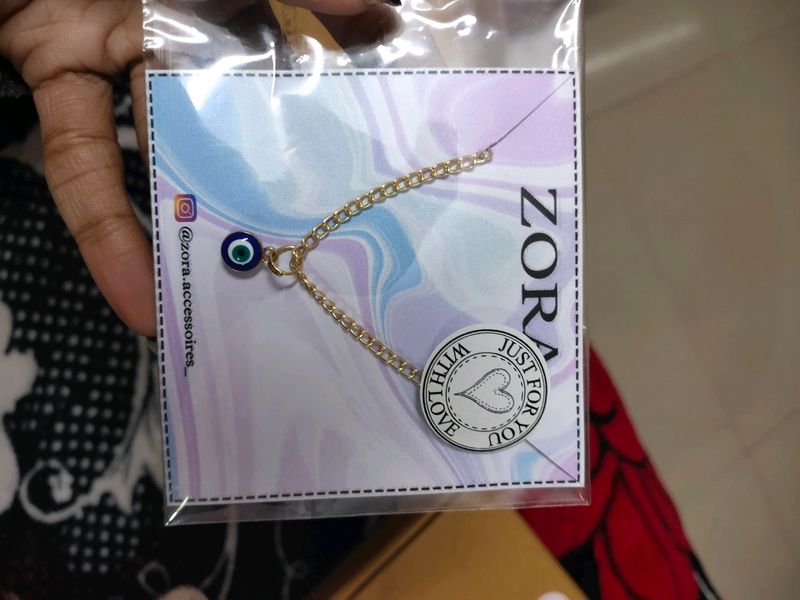 ZORA
@zora.accessoires_
JUST FOR YOU
WITH LOVE